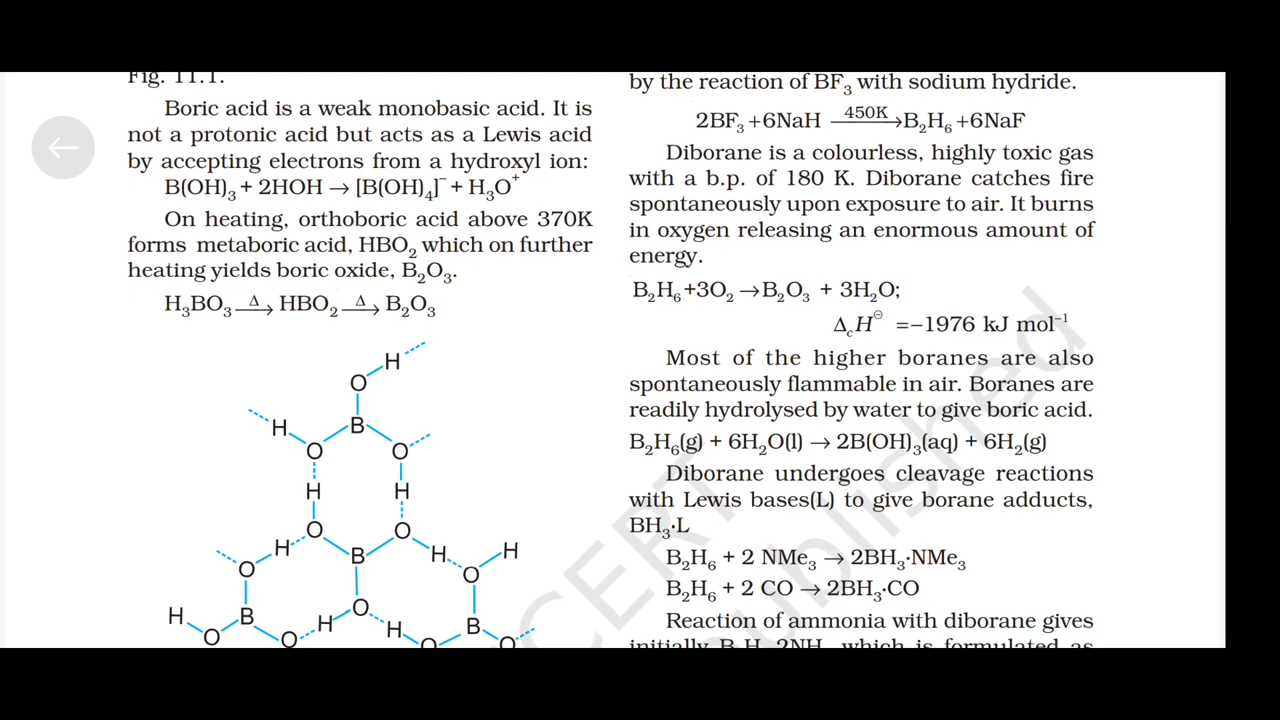 Fig. 11.1.
Boric acid is a weak monobasic acid. It is
not a protonic acid but acts as a Lewis acid
by accepting electrons from a hydroxyl ion:
B(OH)₃ + 2HOH → [B(OH)₄]⁻ + H₃O⁺
On heating, orthoboric acid above 370K
forms metaboric acid, HBO₂ which on further
heating yields boric oxide, B₂O₃.
H₃BO₃ —Δ→ HBO₂ —Δ→ B₂O₃
H
O
H B
O O
H H
O O
H B H H
O O
H B O H H B
O O O O
by the reaction of BF₃ with sodium hydride.
2BF₃ +6NaH —450K→ B₂H₆ +6NaF
Diborane is a colourless, highly toxic gas
with a b.p. of 180 K. Diborane catches fire
spontaneously upon exposure to air. It burns
in oxygen releasing an enormous amount of
energy.
B₂H₆+3O₂ →B₂O₃ + 3H₂O;
Δ꜀H⊖ =−1976 kJ mol⁻¹
Most of the higher boranes are also
spontaneously flammable in air. Boranes are
readily hydrolysed by water to give boric acid.
B₂H₆(g) + 6H₂O(l) → 2B(OH)₃(aq) + 6H₂(g)
Diborane undergoes cleavage reactions
with Lewis bases(L) to give borane adducts,
BH₃·L
B₂H₆ + 2 NMe₃ → 2BH₃·NMe₃
B₂H₆ + 2 CO → 2BH₃·CO
Reaction of ammonia with diborane gives
initially B₂H₆.2NH₃ which is formulated as